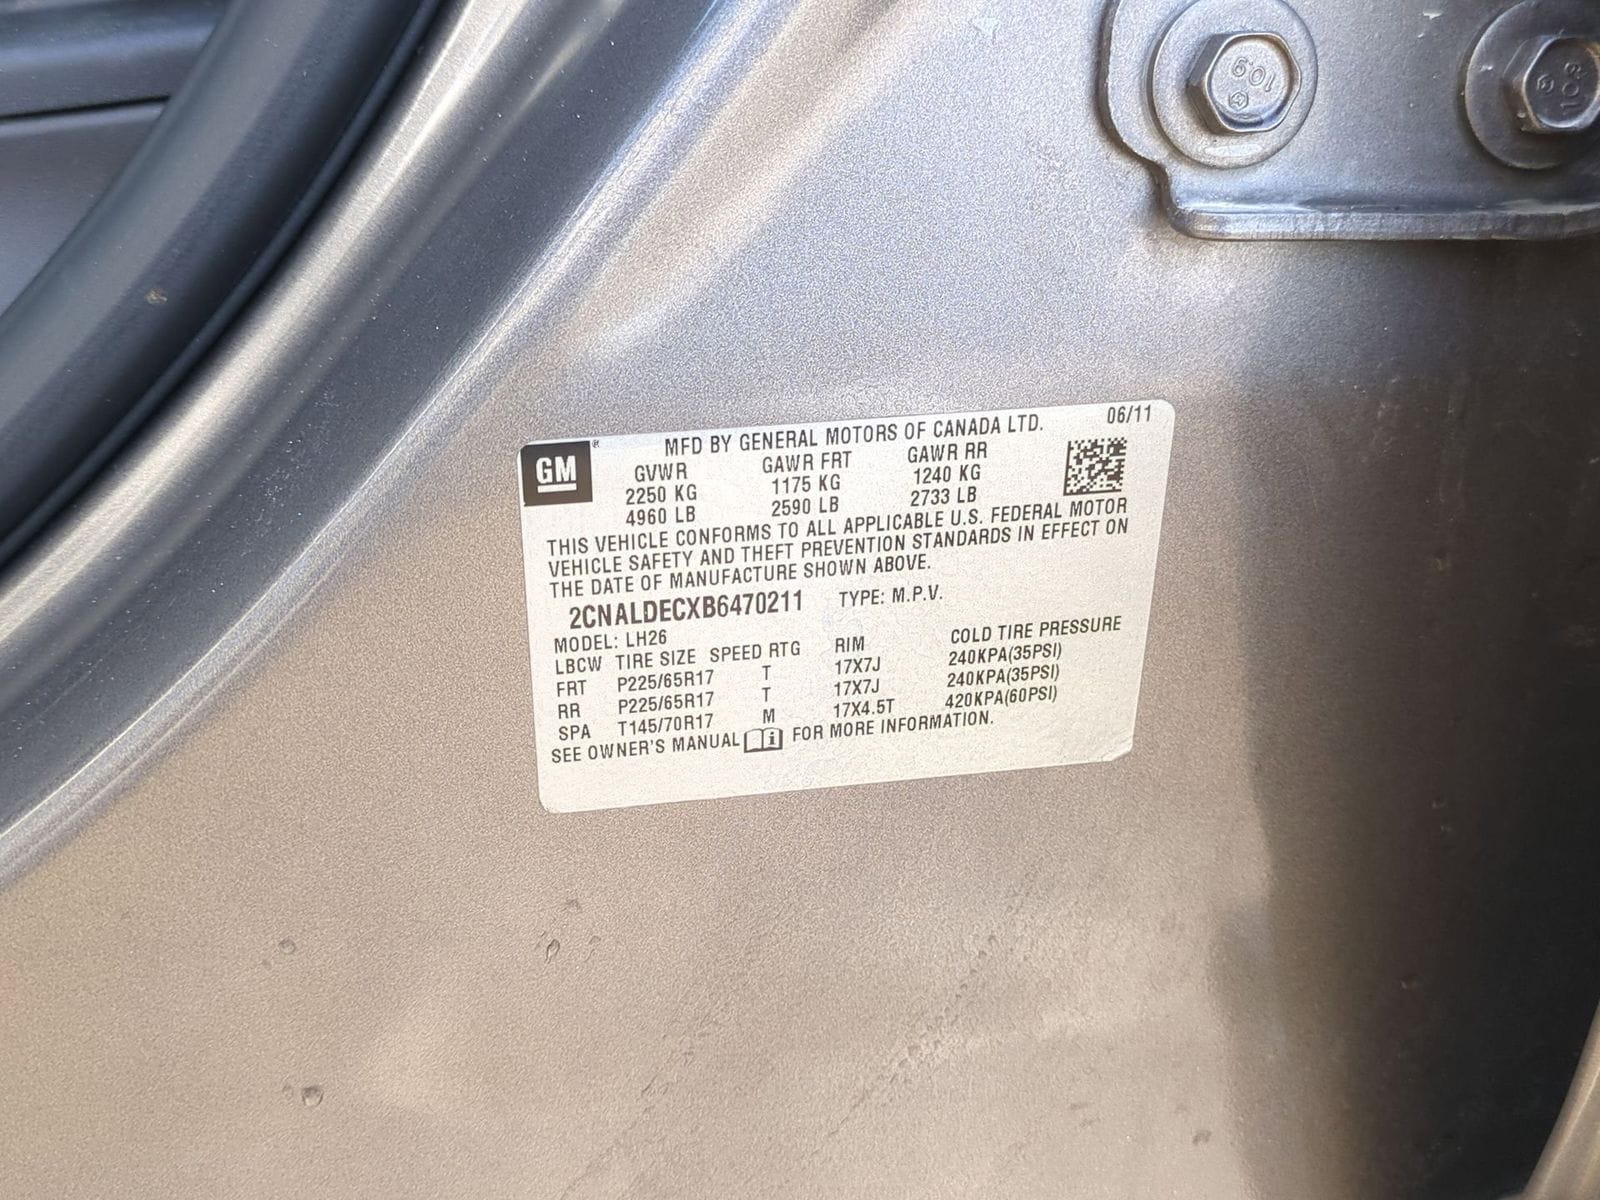 10.9
10.8
GM
MFD BY GENERAL MOTORS OF CANADA LTD. 06/11
GVWR GAWR FRT GAWR RR
2250 KG 1175 KG 1240 KG
4960 LB 2590 LB 2733 LB
THIS VEHICLE CONFORMS TO ALL APPLICABLE U.S. FEDERAL MOTOR
VEHICLE SAFETY AND THEFT PREVENTION STANDARDS IN EFFECT ON
THE DATE OF MANUFACTURE SHOWN ABOVE.
2CNALDECXB6470211 TYPE: M.P.V.
MODEL: LH26
LBCW TIRE SIZE SPEED RTG RIM COLD TIRE PRESSURE
FRT P225/65R17 T 17X7J 240KPA(35PSI)
RR P225/65R17 T 17X7J 240KPA(35PSI)
SPA T145/70R17 M 17X4.5T 420KPA(60PSI)
SEE OWNER'S MANUAL FOR MORE INFORMATION.